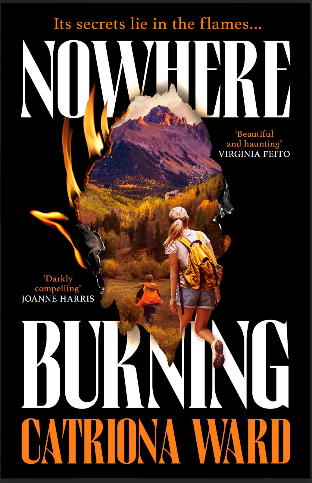 Its secrets lie in the flames...
NOWHERE
'Beautiful
and haunting'
VIRGINIA FEITO
'Darkly
compelling'
JOANNE HARRIS
BURNING
CATRIONA WARD